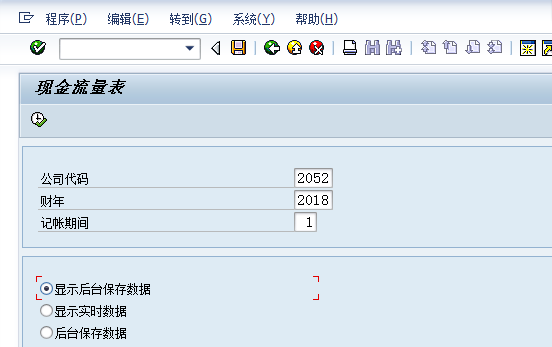 程序(P) 编辑(E) 转到(G) 系统(Y) 帮助(H)
现金流量表
公司代码 2052
财年 2018
记帐期间 1
显示后台保存数据
显示实时数据
后台保存数据